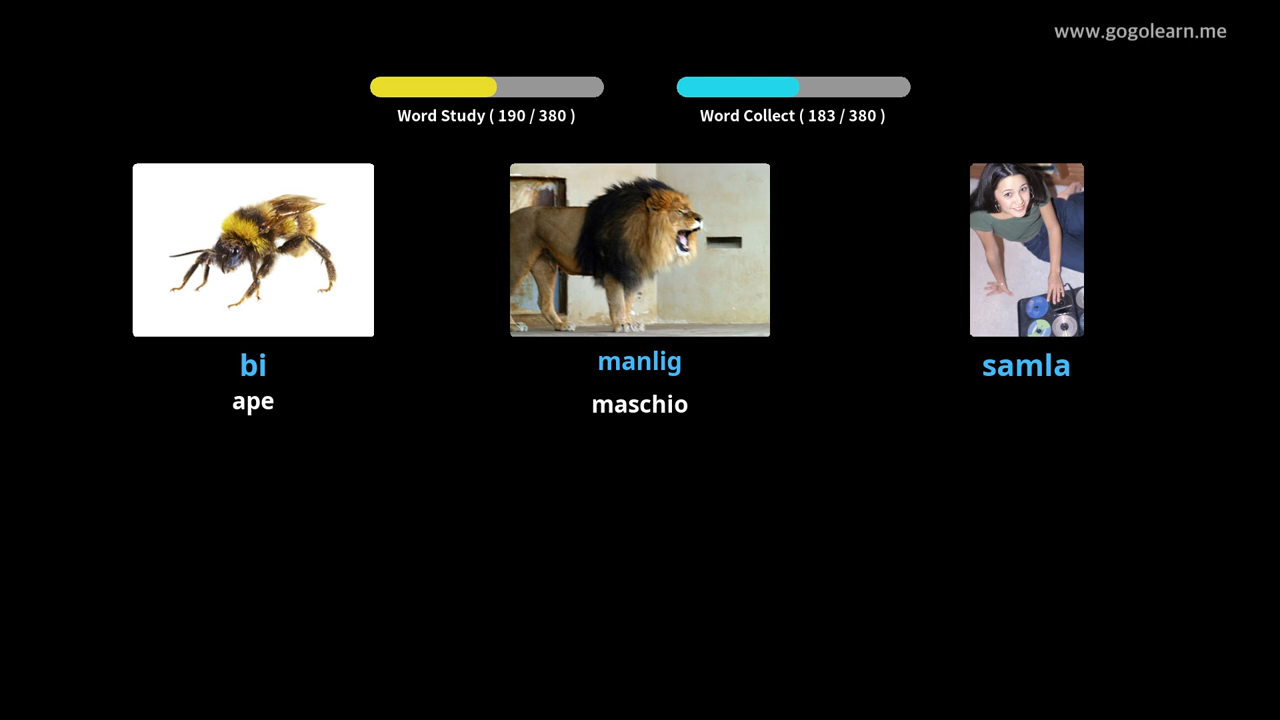 www.gogolearn.me
Word Study ( 190 / 380 )
Word Collect ( 183 / 380 )
bi
ape
manlig
maschio
samla